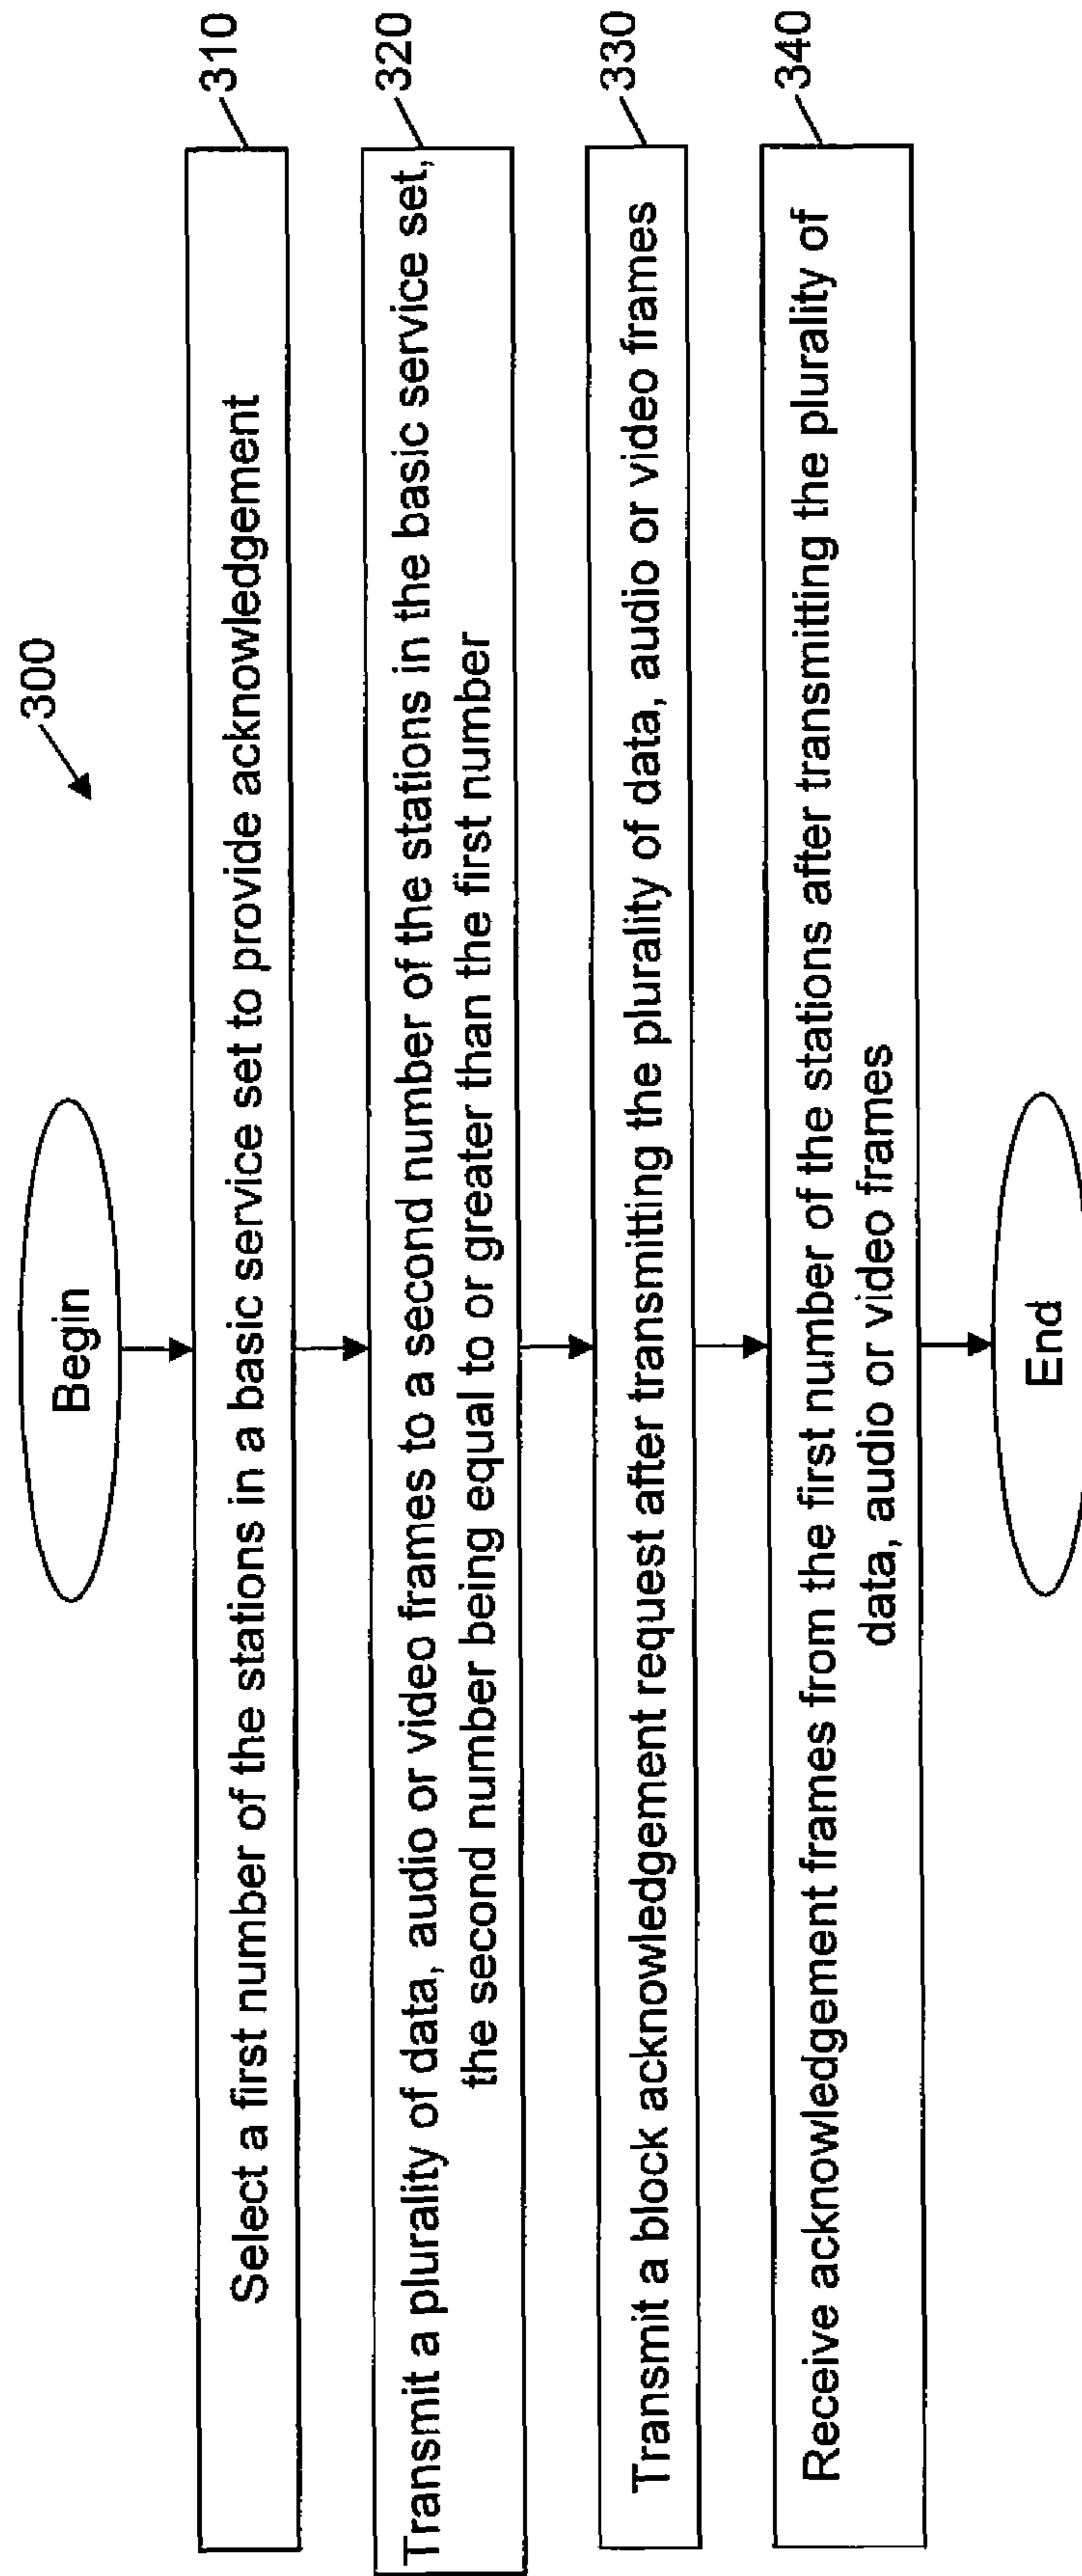 300
Begin
310
Select a first number of the stations in a basic service set to provide acknowledgement
320
Transmit a plurality of data, audio or video frames to a second number of the stations in the basic service set,
the second number being equal to or greater than the first number
330
Transmit a block acknowledgement request after transmitting the plurality of data, audio or video frames
340
Receive acknowledgement frames from the first number of the stations after transmitting the plurality of
data, audio or video frames
End